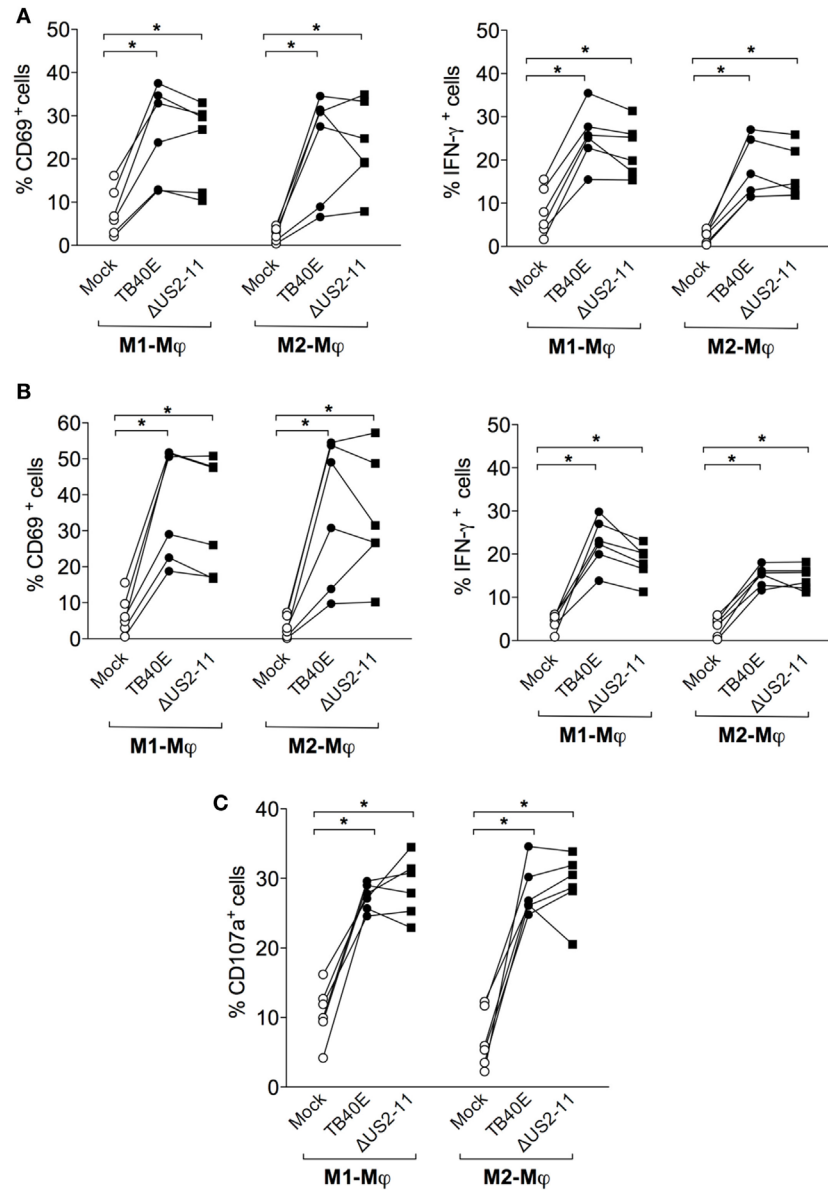 A
% CD69+ cells
50
40
30
20
10
0
* *
* *
Mock TB40E ΔUS2-11 Mock TB40E ΔUS2-11
M1-Mφ M2-Mφ
% IFN-γ+ cells
50
40
30
20
10
0
* *
* *
Mock TB40E ΔUS2-11 Mock TB40E ΔUS2-11
M1-Mφ M2-Mφ
B
% CD69+ cells
60
50
40
30
20
10
0
* *
* *
Mock TB40E ΔUS2-11 Mock TB40E ΔUS2-11
M1-Mφ M2-Mφ
% IFN-γ+ cells
50
40
30
20
10
0
* *
* *
Mock TB40E ΔUS2-11 Mock TB40E ΔUS2-11
M1-Mφ M2-Mφ
C
% CD107a+ cells
40
30
20
10
0
* *
* *
Mock TB40E ΔUS2-11 Mock TB40E ΔUS2-11
M1-Mφ M2-Mφ